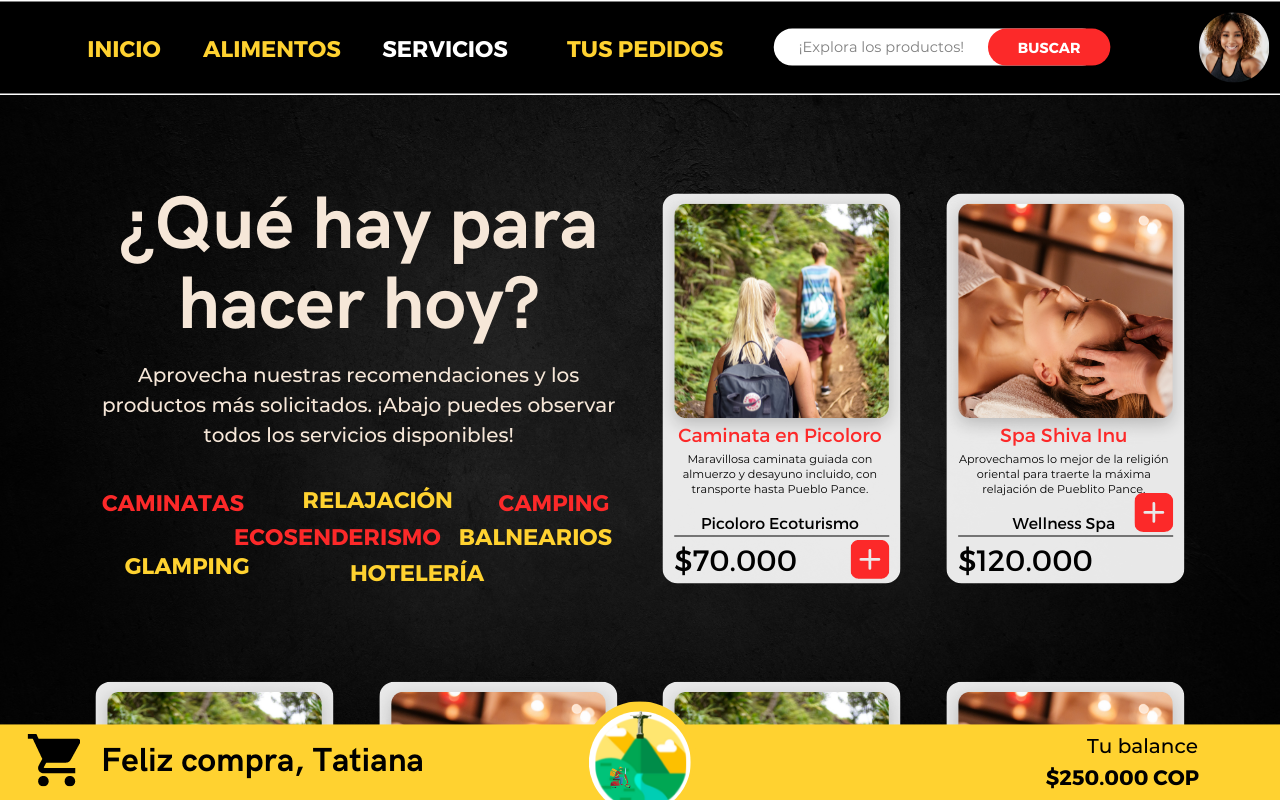 INICIO
ALIMENTOS
SERVICIOS
TUS PEDIDOS
¡Explora los productos!
BUSCAR
¿Qué hay para
hacer hoy?
Aprovecha nuestras recomendaciones y los
productos más solicitados. ¡Abajo puedes observar
todos los servicios disponibles!
CAMINATAS
RELAJACIÓN
CAMPING
ECOSENDERISMO
BALNEARIOS
GLAMPING
HOTELERÍA
Caminata en Picoloro
Maravillosa caminata guiada con
almuerzo y desayuno incluido, con
transporte hasta Pueblo Pance.
Picoloro Ecoturismo
$70.000
+
Spa Shiva Inu
Aprovechamos lo mejor de la religión
oriental para traerte la máxima
relajación de Pueblito Pance.
Wellness Spa
+
$120.000
Feliz compra, Tatiana
Tu balance
$250.000 COP